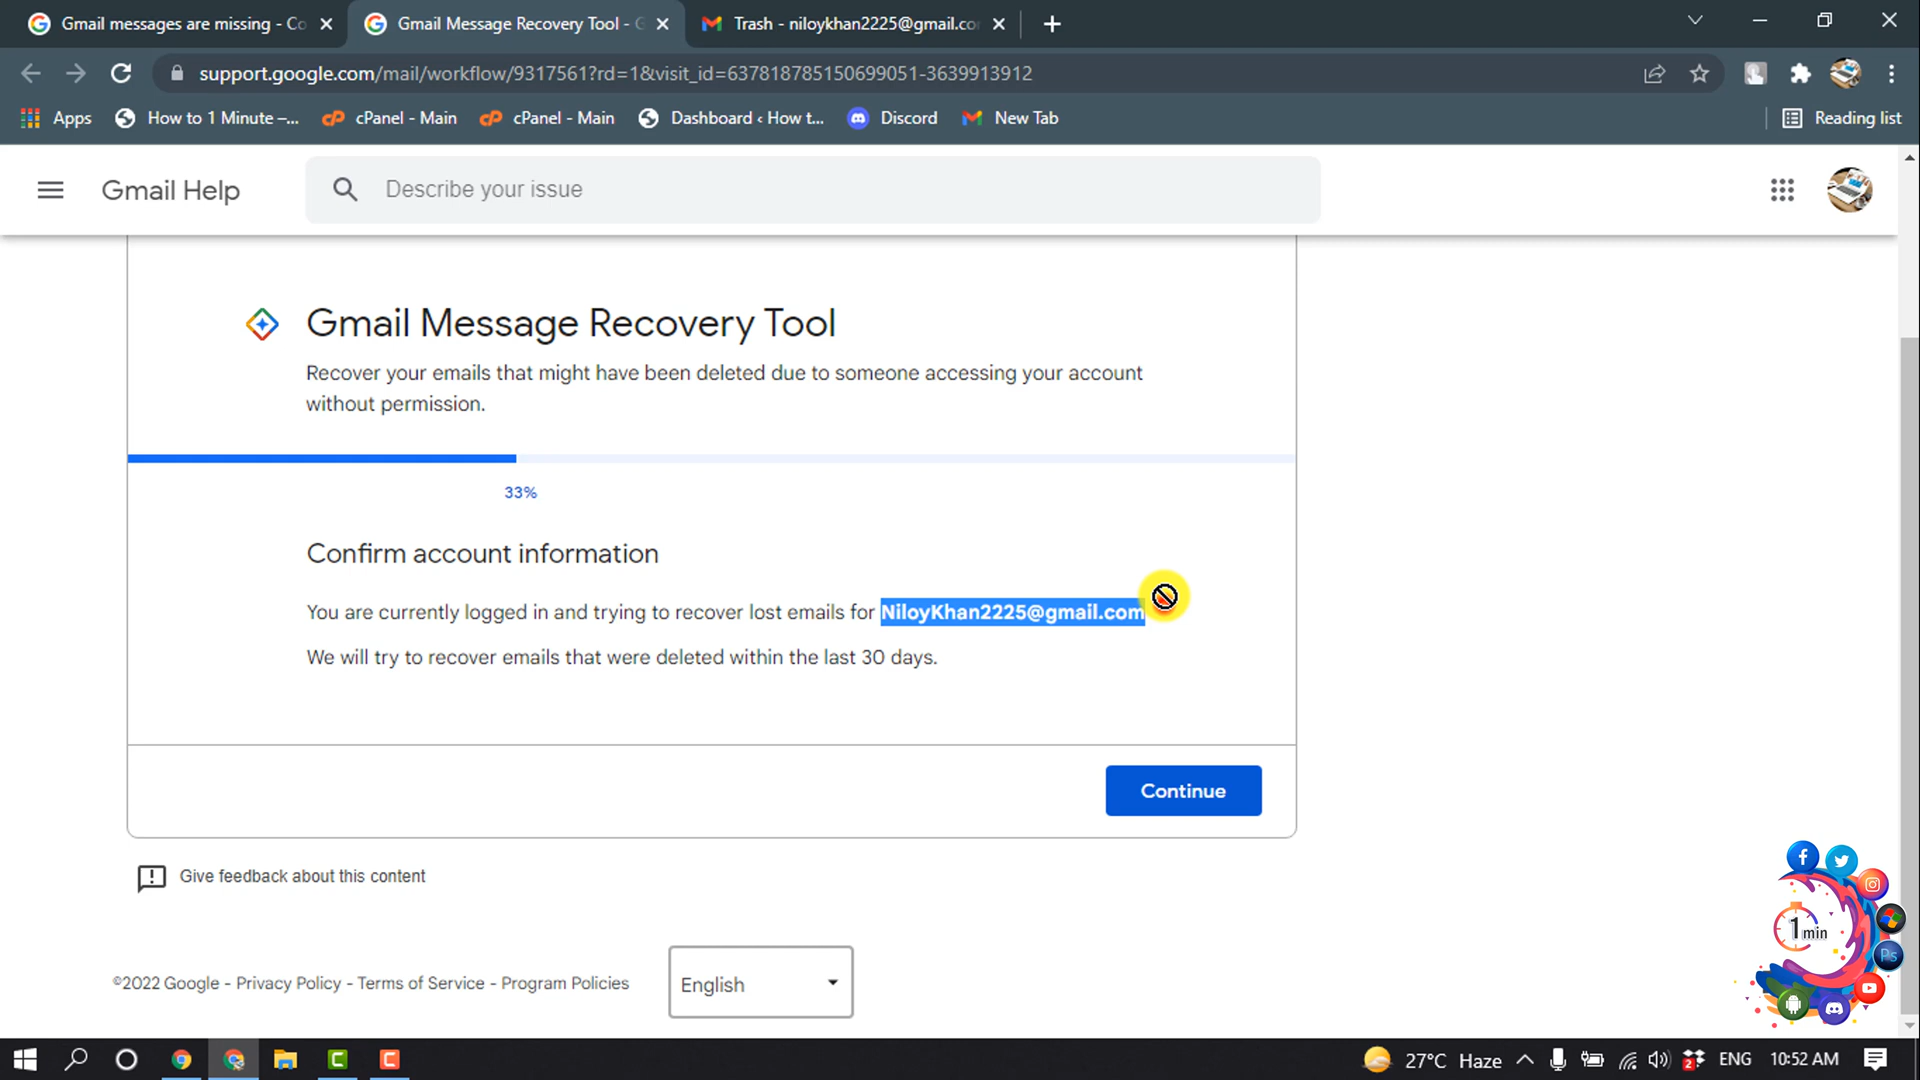 Gmail messages are missing - Co
Gmail Message Recovery Tool - G
Trash - niloykhan2225@gmail.co
support.google.com/mail/workflow/9317561?rd=1&visit_id=637818785150699051-3639913912
Apps
How to 1 Minute –...
cPanel - Main
cPanel - Main
Dashboard ‹ How t...
Discord
New Tab
Reading list
Gmail Help
Describe your issue
Gmail Message Recovery Tool
Recover your emails that might have been deleted due to someone accessing your account
without permission.
33%
Confirm account information
You are currently logged in and trying to recover lost emails for NiloyKhan2225@gmail.com
We will try to recover emails that were deleted within the last 30 days.
Continue
Give feedback about this content
1 min
Ps
©2022 Google - Privacy Policy - Terms of Service - Program Policies
English
27°C Haze
2
ENG
10:52 AM